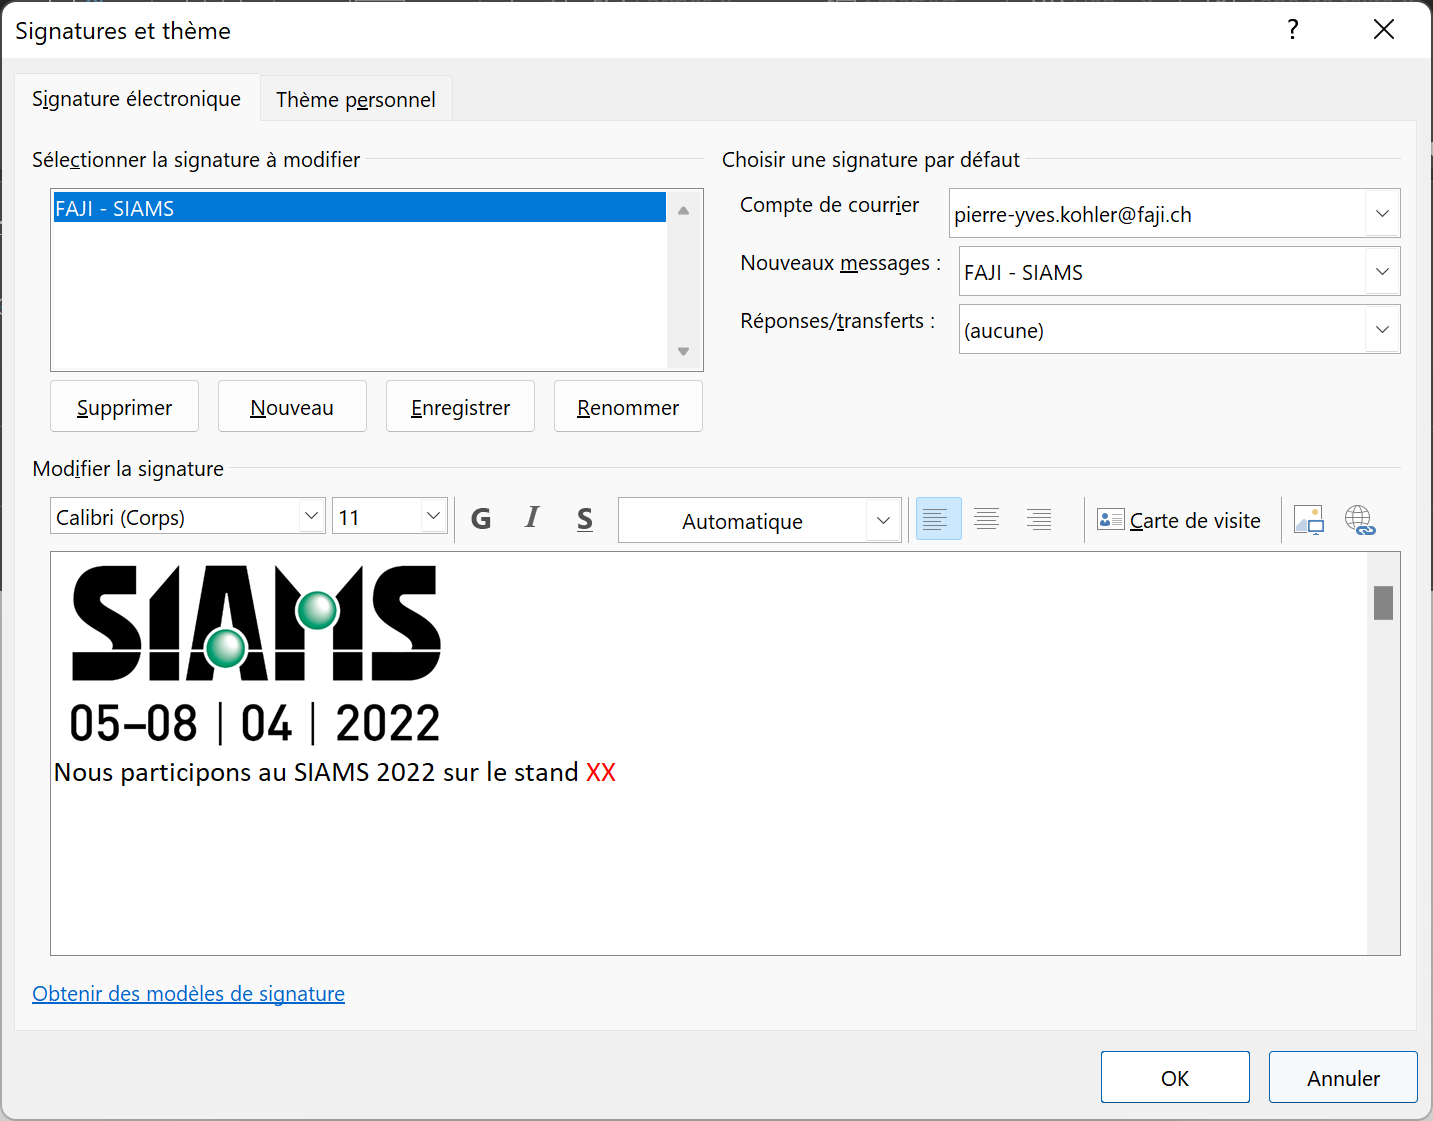 Signatures et thème
?
Signature électronique
Thème personnel
Sélectionner la signature à modifier
Choisir une signature par défaut
FAJI - SIAMS
Compte de courrier
pierre-yves.kohler@faji.ch
Nouveaux messages :
FAJI - SIAMS
Réponses/transferts :
(aucune)
Supprimer
Nouveau
Enregistrer
Renommer
Modifier la signature
Calibri (Corps)
11
G
I
S
Automatique
Carte de visite
SIAMS
05–08 | 04 | 2022
Nous participons au SIAMS 2022 sur le stand XX
Obtenir des modèles de signature
OK
Annuler